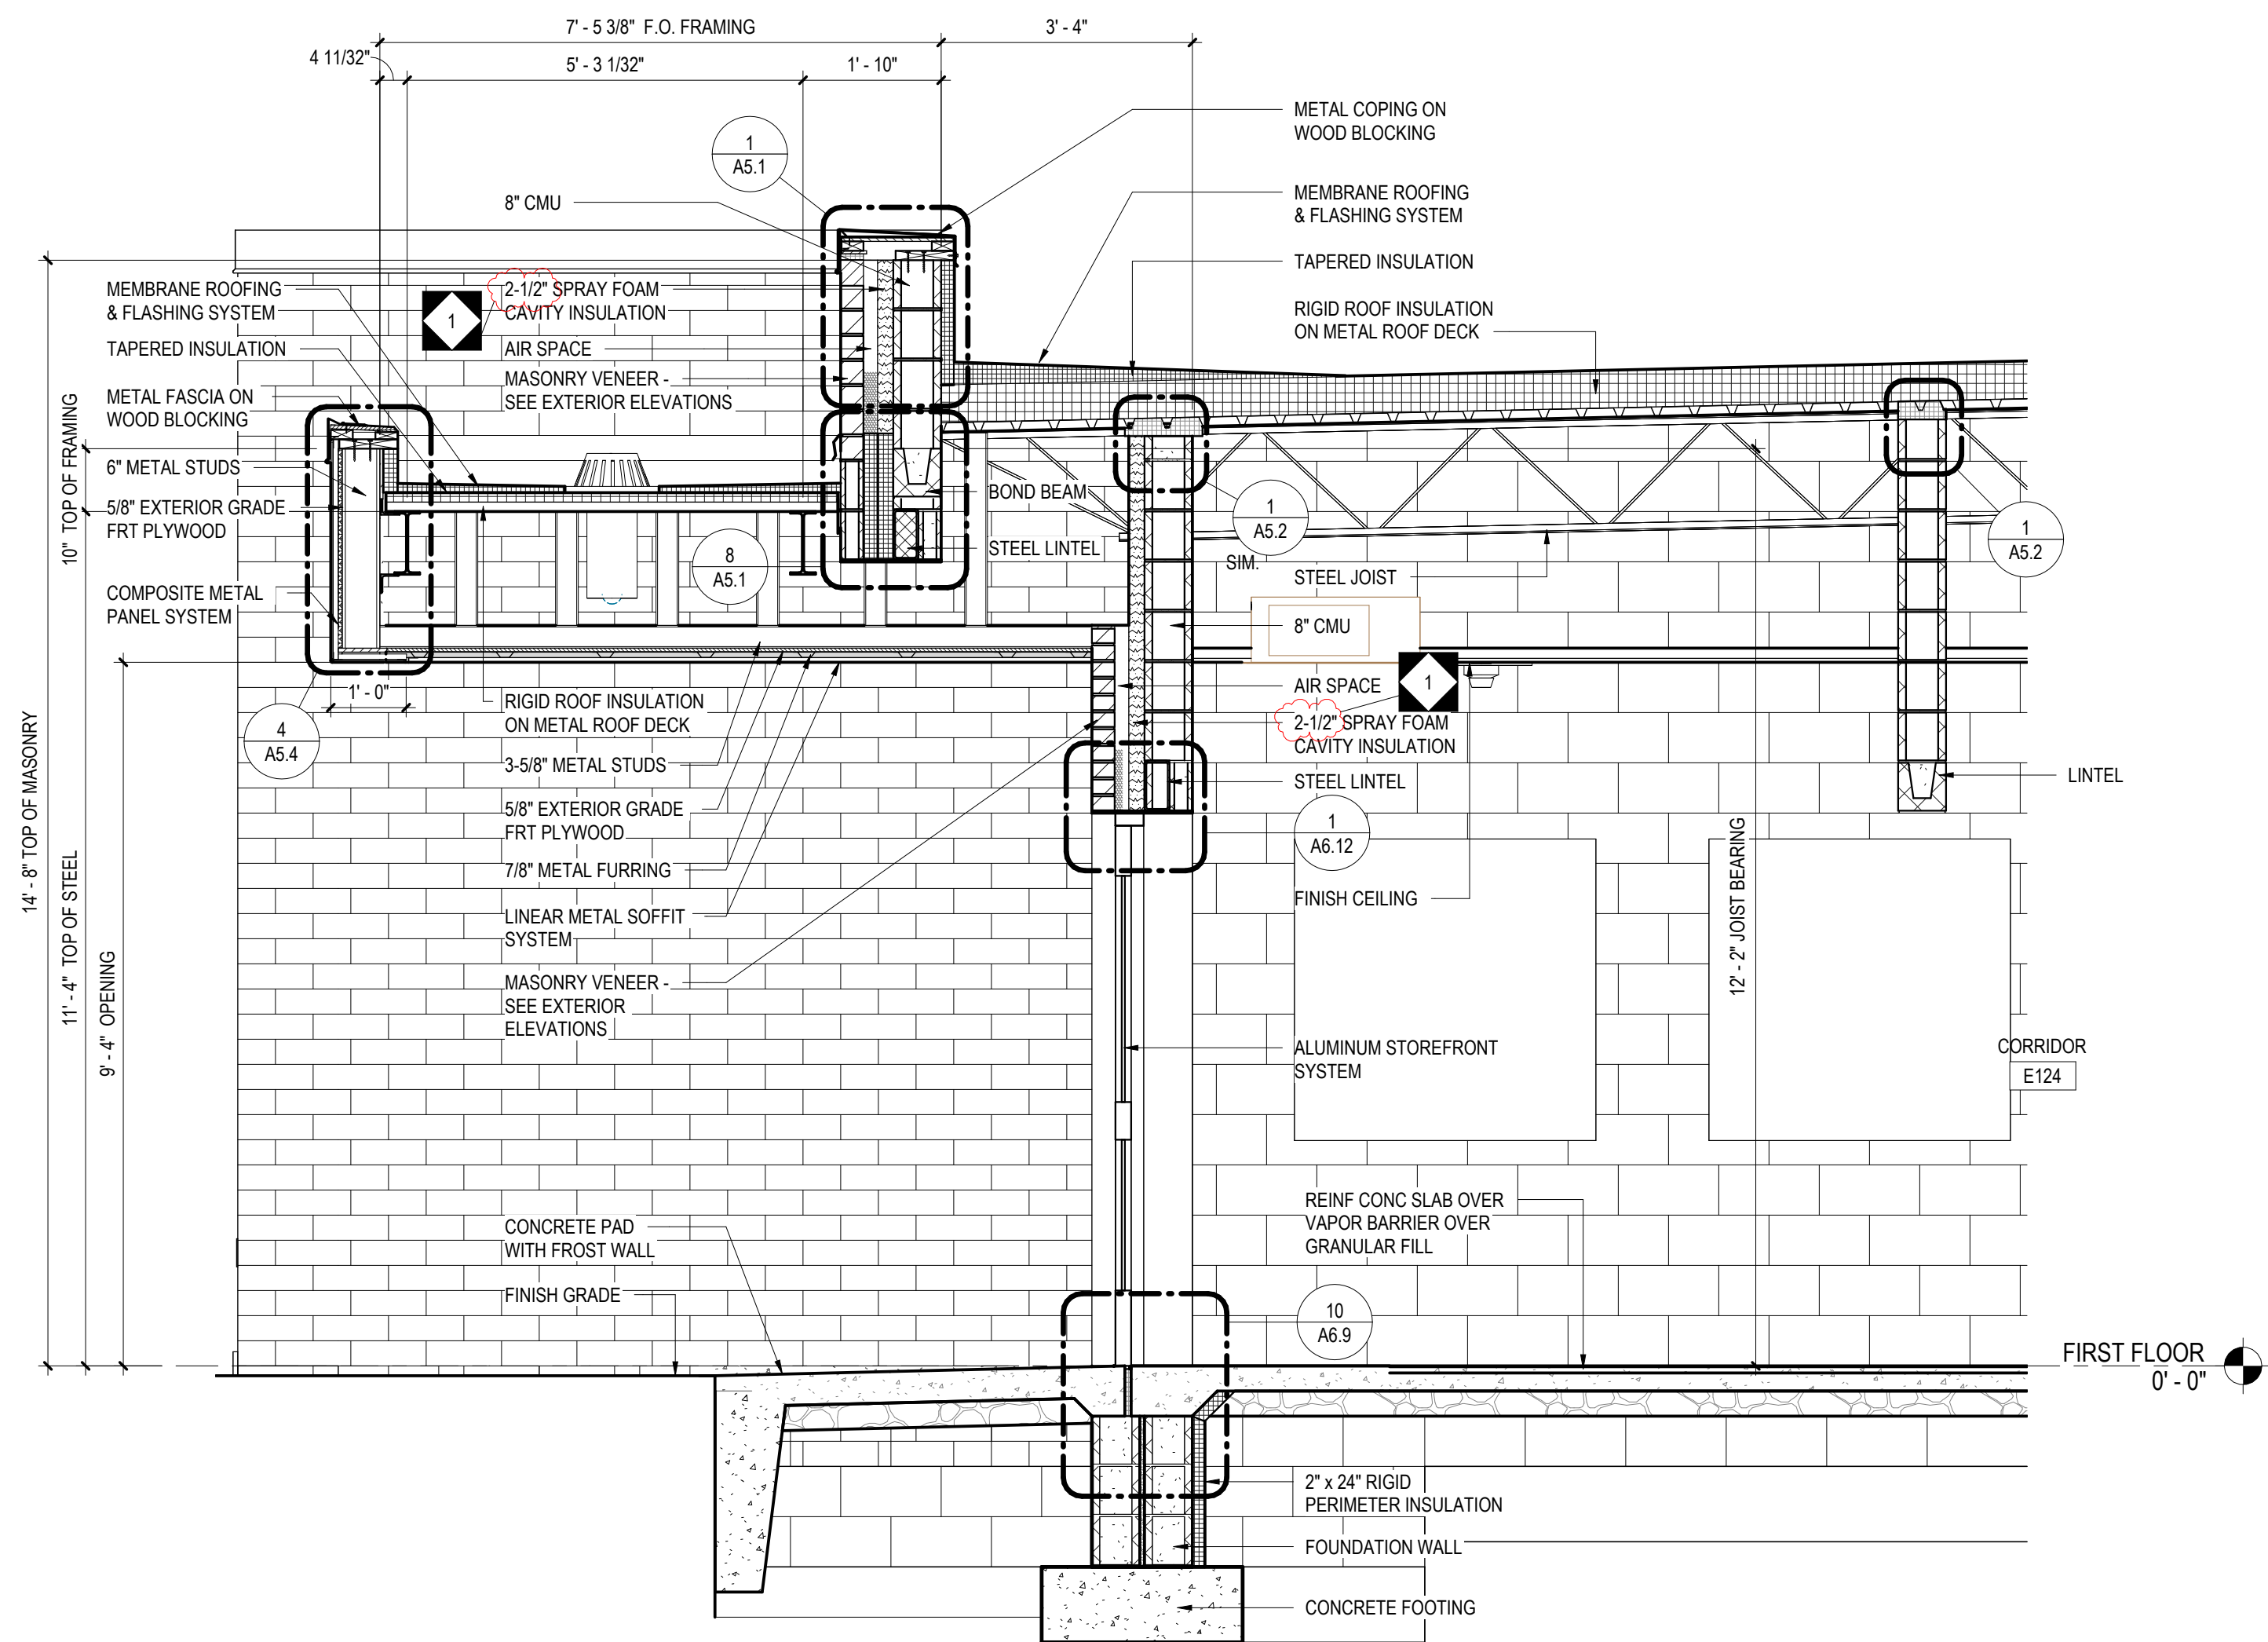 7' - 5 3/8" F.O. FRAMING
3' - 4"
4 11/32"
5' - 3 1/32"
1' - 10"
1
A5.1
METAL COPING ON
WOOD BLOCKING
8" CMU
MEMBRANE ROOFING
& FLASHING SYSTEM
TAPERED INSULATION
RIGID ROOF INSULATION
ON METAL ROOF DECK
MEMBRANE ROOFING
& FLASHING SYSTEM
TAPERED INSULATION
METAL FASCIA ON
WOOD BLOCKING
6" METAL STUDS
5/8" EXTERIOR GRADE
FRT PLYWOOD
COMPOSITE METAL
PANEL SYSTEM
1
2-1/2" SPRAY FOAM
CAVITY INSULATION
AIR SPACE
MASONRY VENEER -
SEE EXTERIOR ELEVATIONS
10" TOP OF FRAMING
14' - 8" TOP OF MASONRY
11' - 4" TOP OF STEEL
9' - 4" OPENING
BOND BEAM
STEEL LINTEL
8
A5.1
1
A5.2
SIM.
STEEL JOIST
1
A5.2
8" CMU
AIR SPACE
1
2-1/2" SPRAY FOAM
CAVITY INSULATION
STEEL LINTEL
1
A6.12
FINISH CEILING
LINTEL
12' - 2" JOIST BEARING
1' - 0"
4
A5.4
RIGID ROOF INSULATION
ON METAL ROOF DECK
3-5/8" METAL STUDS
5/8" EXTERIOR GRADE
FRT PLYWOOD
7/8" METAL FURRING
LINEAR METAL SOFFIT
SYSTEM
MASONRY VENEER -
SEE EXTERIOR
ELEVATIONS
ALUMINUM STOREFRONT
SYSTEM
CORRIDOR
E124
REINF CONC SLAB OVER
VAPOR BARRIER OVER
GRANULAR FILL
CONCRETE PAD
WITH FROST WALL
FINISH GRADE
10
A6.9
FIRST FLOOR
0' - 0"
2" x 24" RIGID
PERIMETER INSULATION
FOUNDATION WALL
CONCRETE FOOTING